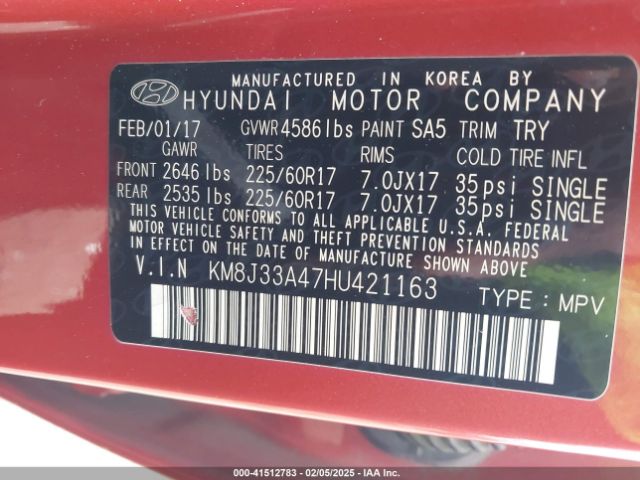 MANUFACTURED IN KOREA BY
HYUNDAI MOTOR COMPANY
FEB/01/17 GVWR 4586 lbs PAINT SA5 TRIM TRY
GAWR TIRES RIMS COLD TIRE INFL
FRONT 2646 lbs 225/60R17 7.0JX17 35psi SINGLE
REAR 2535 lbs 225/60R17 7.0JX17 35psi SINGLE
THIS VEHICLE CONFORMS TO ALL APPLICABLE U.S.A. FEDERAL
MOTOR VEHICLE SAFETY AND THEFT PREVENTION STANDARDS
IN EFFECT ON THE DATE OF MANUFACTURE SHOWN ABOVE
V.I.N KM8J33A47HU421163 TYPE : MPV
000-41512783 - 02/05/2025 - IAA Inc.